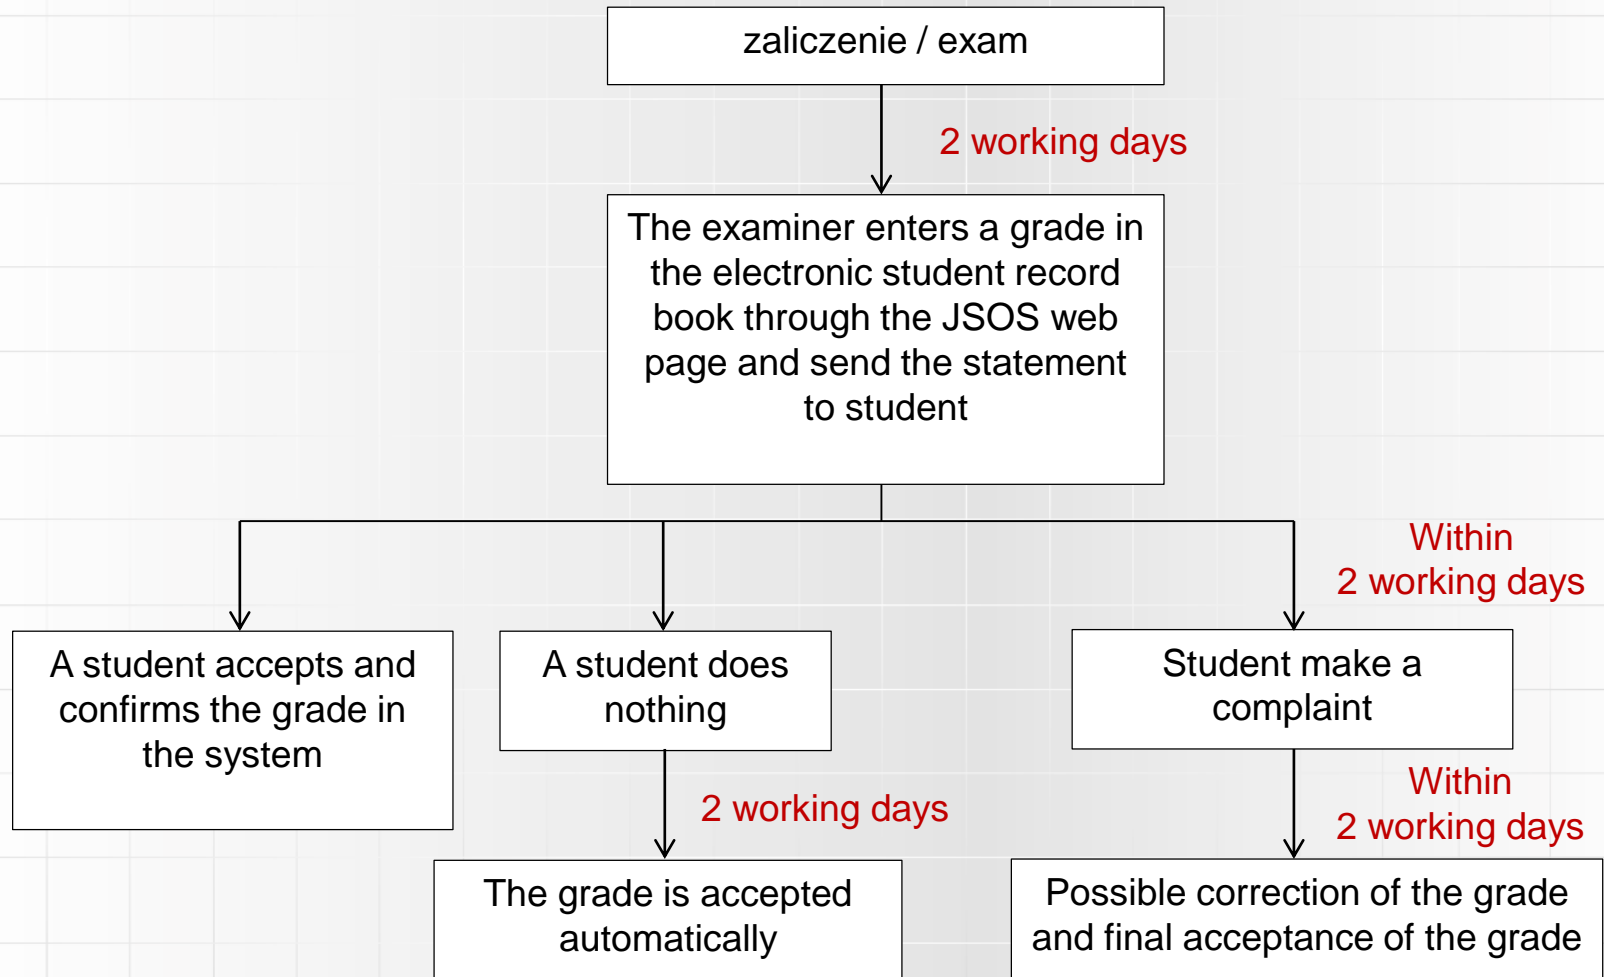 zaliczenie / exam
2 working days
The examiner enters a grade in
the electronic student record
book through the JSOS web
page and send the statement
to student
Within
2 working days
A student accepts and
confirms the grade in
the system
A student does
nothing
Student make a
complaint
2 working days
Within
2 working days
The grade is accepted
automatically
Possible correction of the grade
and final acceptance of the grade